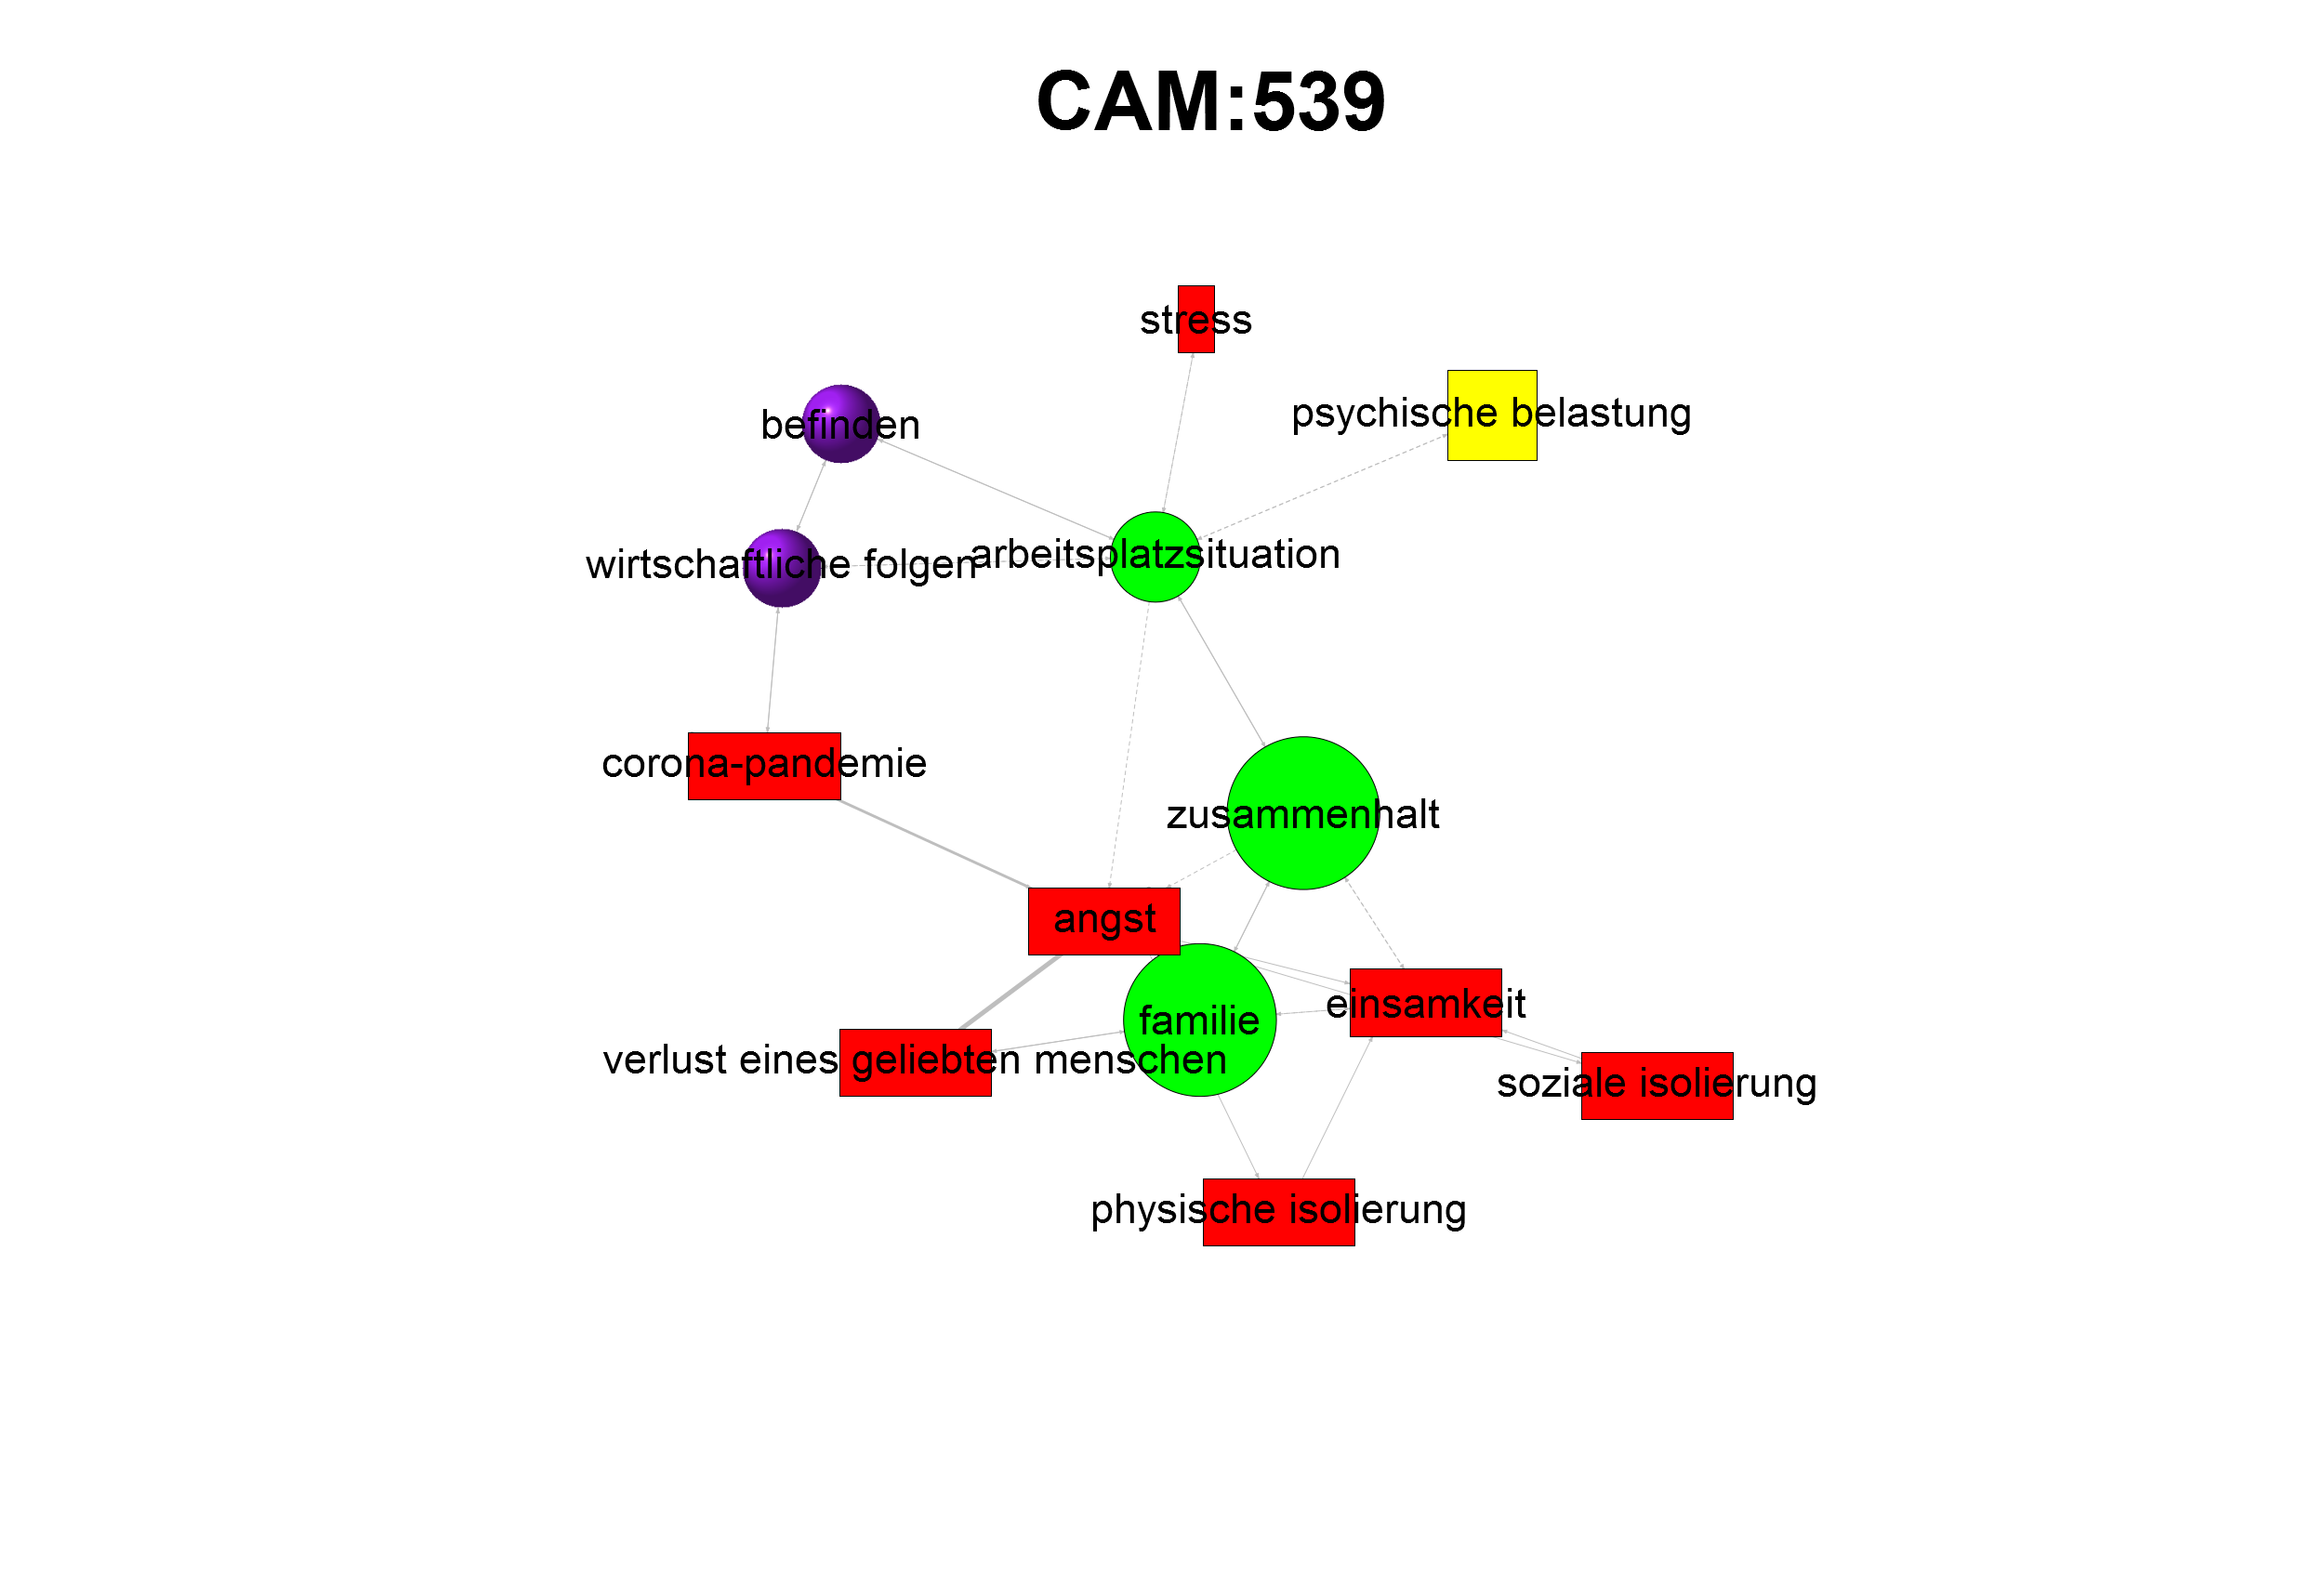 CAM:539
stress
psychische belastung
befinden
arbeitsplatzsituation
wirtschaftliche folgen
corona-pandemie
zusammenhalt
angst
einsamkeit
familie
verlust eines geliebten menschen
soziale isolierung
physische isolierung